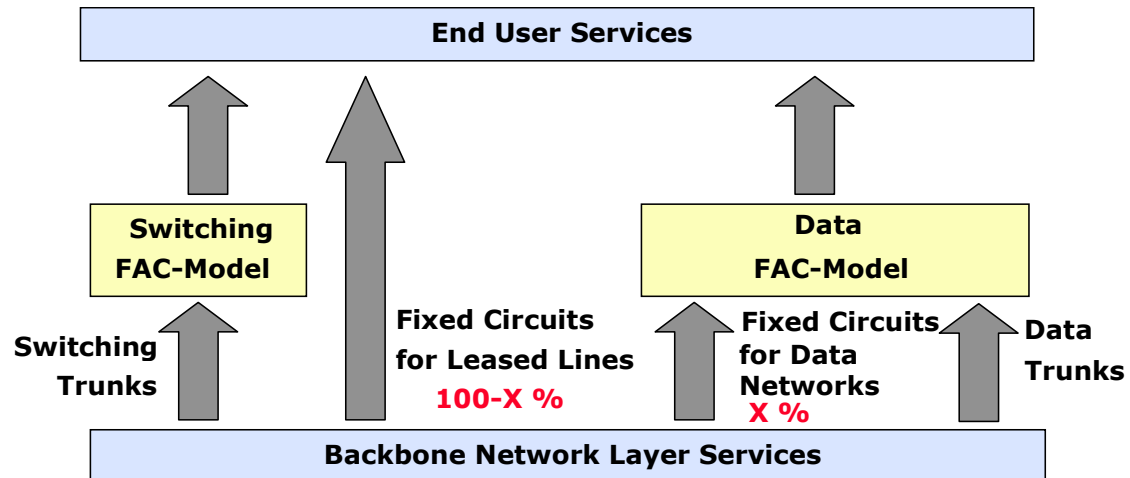 End User Services
Switching
FAC-Model
Data
FAC-Model
Switching
Trunks
Fixed Circuits
for Leased Lines
100-X %
Fixed Circuits
for Data
Networks
X %
Data
Trunks
Backbone Network Layer Services